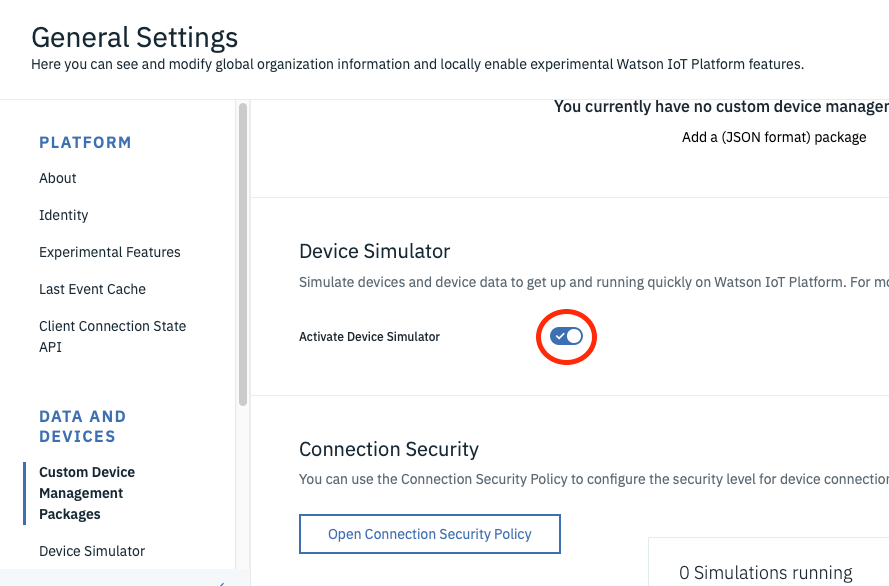 General Settings
Here you can see and modify global organization information and locally enable experimental Watson IoT Platform features.
PLATFORM
About
Identity
Experimental Features
Last Event Cache
Client Connection State
API
DATA AND
DEVICES
Custom Device
Management
Packages
Device Simulator
You currently have no custom device manager
Add a (JSON format) package
Device Simulator
Simulate devices and device data to get up and running quickly on Watson IoT Platform. For mo
Activate Device Simulator
Connection Security
You can use the Connection Security Policy to configure the security level for device connection
Open Connection Security Policy
0 Simulations running